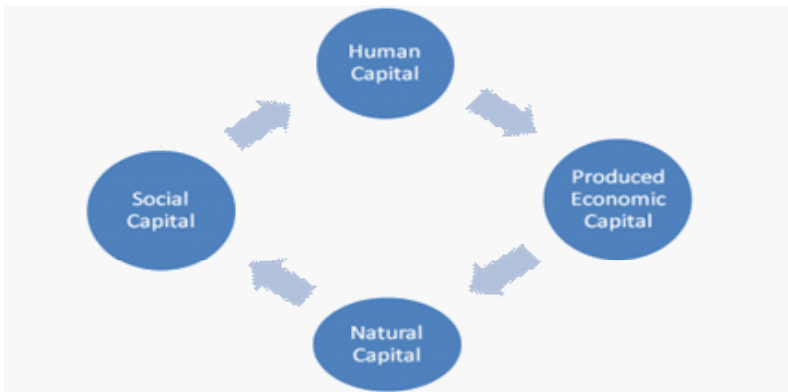 Human
Capital
Produced
Economic
Capital
Social
Capital
Natural
Capital